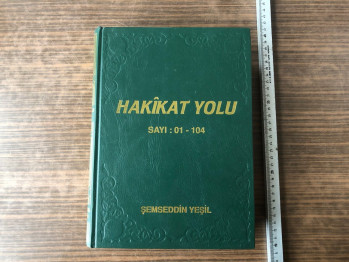 HAKÎKAT YOLU
SAYI : 01 - 104
ŞEMSEDDİN YEŞİL